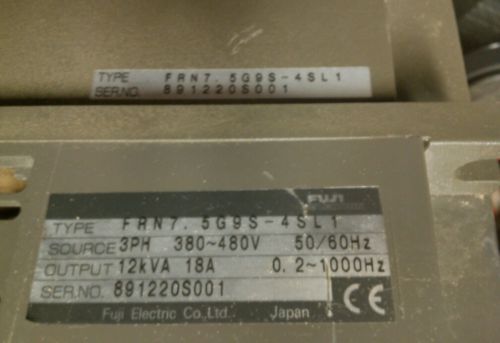 TYPE FRN7.5G9S-4SL1
SER.NO. 891220S001
FUJI
TYPE FRN7.5G9S-4SL1
SOURCE 3PH 380~480V 50/60Hz
OUTPUT 12kVA 18A 0.2~1000Hz
SER.NO. 891220S001
CE
Fuji Electric Co.,Ltd. Japan